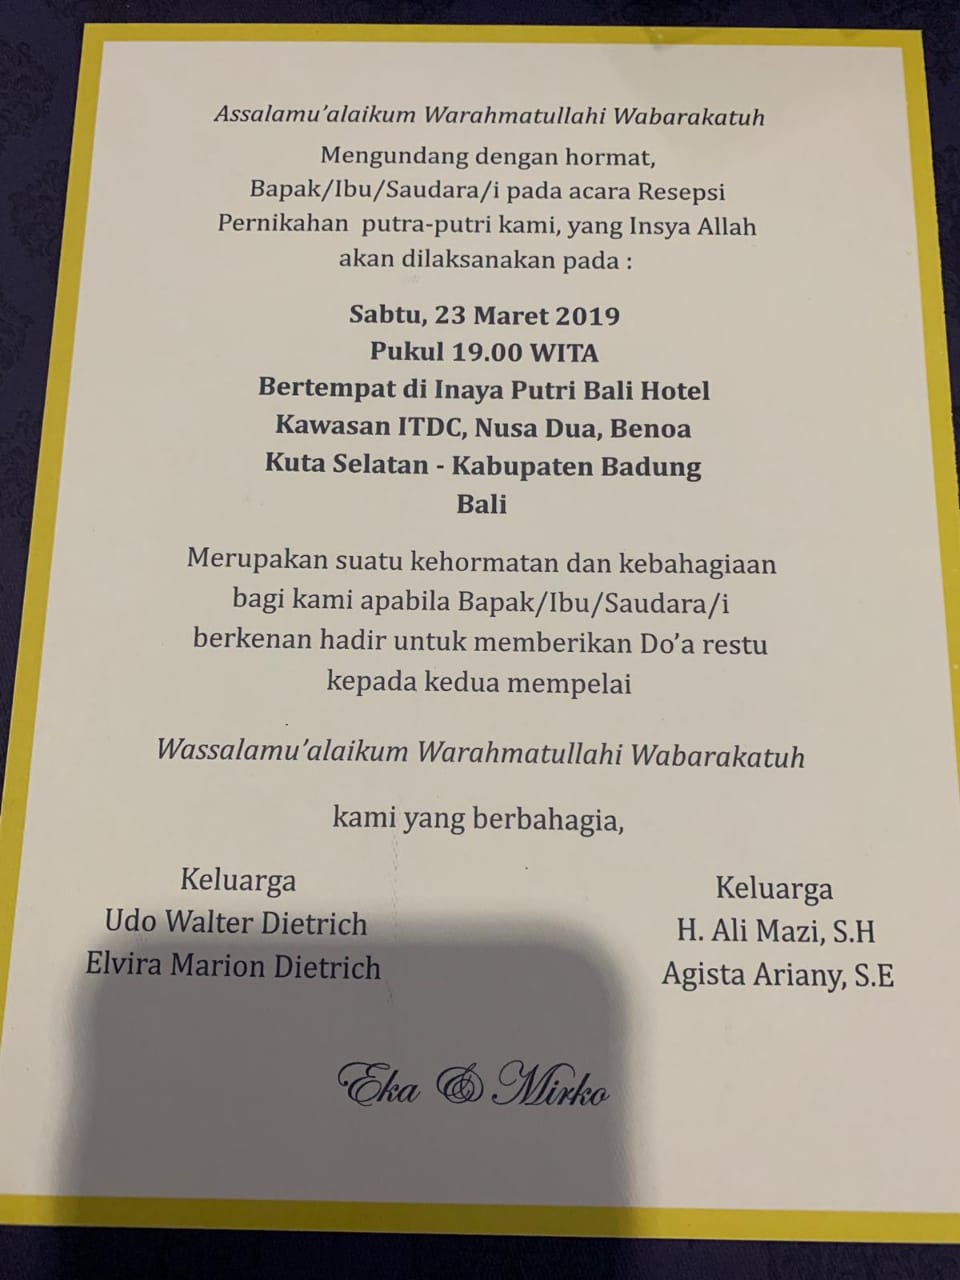 Assalamu’alaikum Warahmatullahi Wabarakatuh
Mengundang dengan hormat,
Bapak/Ibu/Saudara/i pada acara Resepsi
Pernikahan putra-putri kami, yang Insya Allah
akan dilaksanakan pada :
Sabtu, 23 Maret 2019
Pukul 19.00 WITA
Bertempat di Inaya Putri Bali Hotel
Kawasan ITDC, Nusa Dua, Benoa
Kuta Selatan - Kabupaten Badung
Bali
Merupakan suatu kehormatan dan kebahagiaan
bagi kami apabila Bapak/Ibu/Saudara/i
berkenan hadir untuk memberikan Do’a restu
kepada kedua mempelai
Wassalamu’alaikum Warahmatullahi Wabarakatuh
kami yang berbahagia,
Keluarga
Udo Walter Dietrich
Elvira Marion Dietrich
Keluarga
H. Ali Mazi, S.H
Agista Ariany, S.E
Eka & Mirko